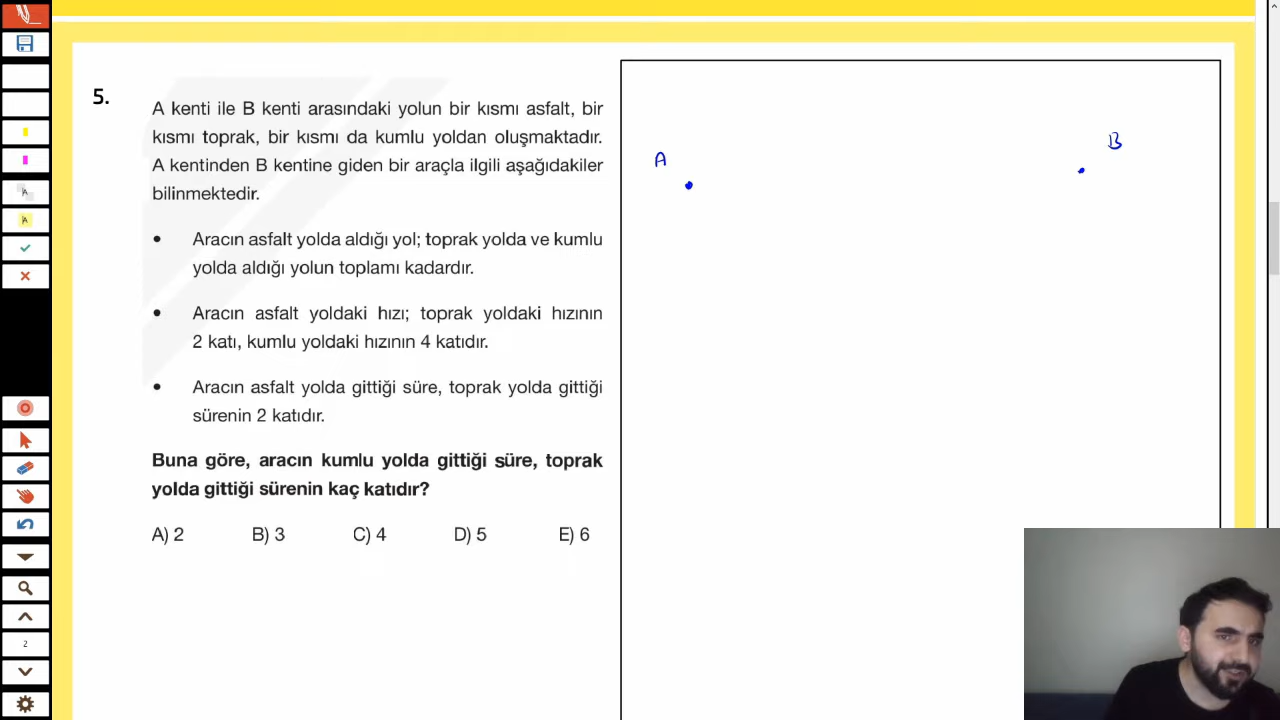 5.
A kenti ile B kenti arasındaki yolun bir kısmı asfalt, bir
kısmı toprak, bir kısmı da kumlu yoldan oluşmaktadır.
A kentinden B kentine giden bir araçla ilgili aşağıdakiler
bilinmektedir.
• Aracın asfalt yolda aldığı yol; toprak yolda ve kumlu
yolda aldığı yolun toplamı kadardır.
• Aracın asfalt yoldaki hızı; toprak yoldaki hızının
2 katı, kumlu yoldaki hızının 4 katıdır.
• Aracın asfalt yolda gittiği süre, toprak yolda gittiği
sürenin 2 katıdır.
Buna göre, aracın kumlu yolda gittiği süre, toprak
yolda gittiği sürenin kaç katıdır?
A) 2 B) 3 C) 4 D) 5 E) 6
A
B
A
A
2